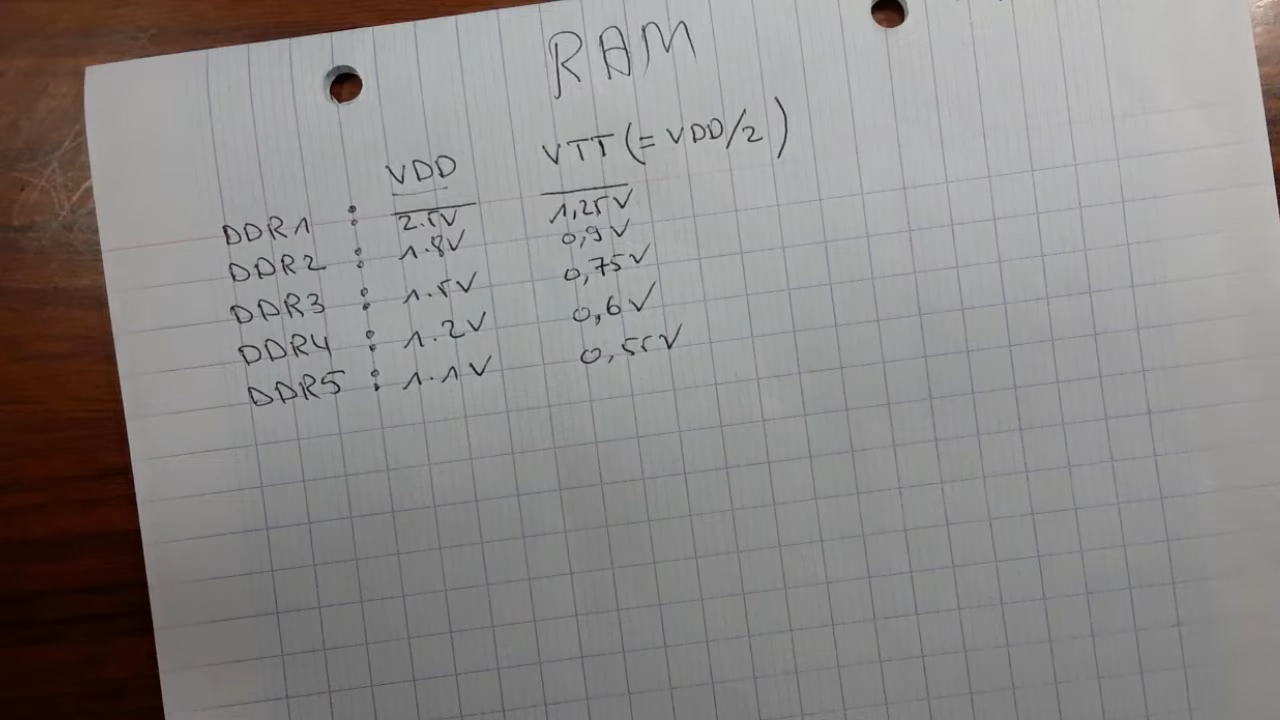 RAM
VDD VTT (= VDD/2)
DDR1 : 2.5V 1,25V
DDR2 : 1.8V 0,9V
DDR3 : 1.5V 0,75V
DDR4 : 1.2V 0,6V
DDR5 : 1.1V 0,55V